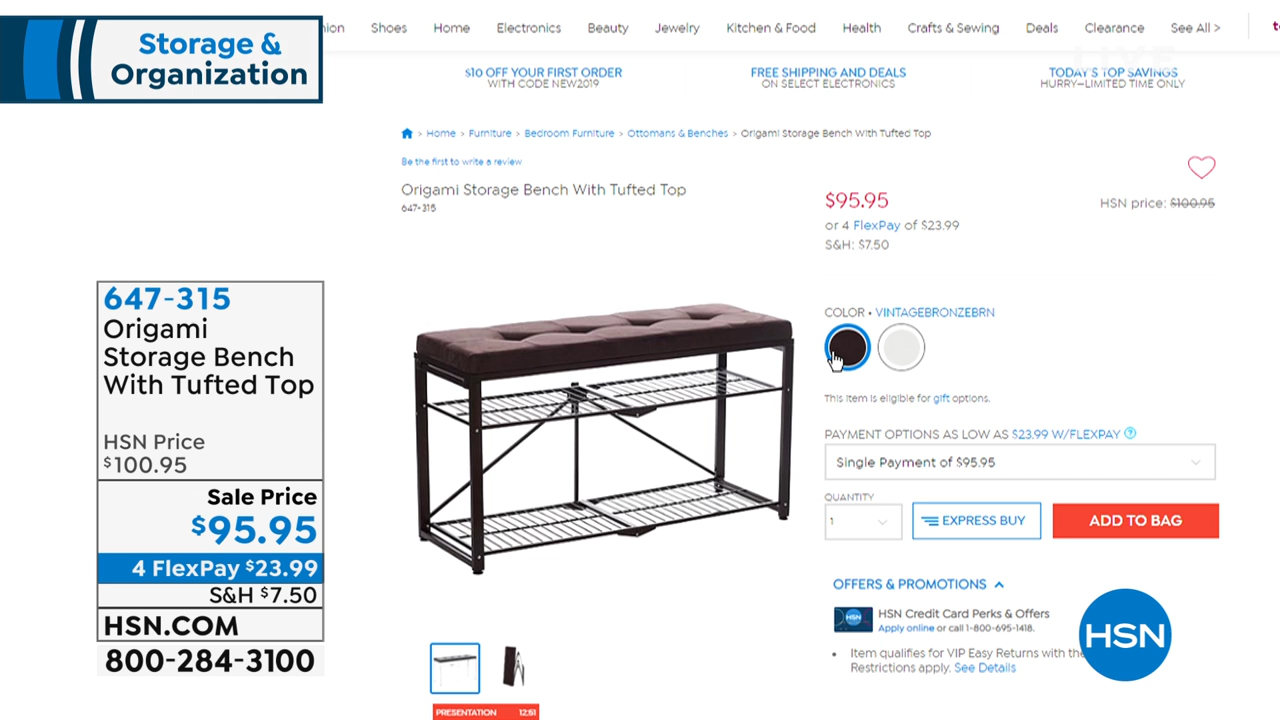 Storage &
Organization
Shoes Home Electronics Beauty Jewelry Kitchen & Food Health Crafts & Sewing Deals Clearance See All >
LIVE
$10 OFF YOUR FIRST ORDER
WITH CODE NEW2019
FREE SHIPPING AND DEALS
ON SELECT ELECTRONICS
TODAY'S TOP SAVINGS
HURRY—LIMITED TIME ONLY
> Home > Furniture > Bedroom Furniture > Ottomans & Benches > Origami Storage Bench With Tufted Top
Be the first to write a review
Origami Storage Bench With Tufted Top
647-315
$95.95
HSN price: $100.95
or 4 FlexPay of $23.99
S&H: $7.50
COLOR • VINTAGEBRONZEBRN
This item is eligible for gift options.
PAYMENT OPTIONS AS LOW AS $23.99 W/FLEXPAY ?
Single Payment of $95.95
QUANTITY
1
EXPRESS BUY
ADD TO BAG
OFFERS & PROMOTIONS
HSN
HSN Credit Card Perks & Offers
Apply online or call 1-800-695-1418.
• Item qualifies for VIP Easy Returns with the
Restrictions apply. See Details
HSN
PRESENTATION 12:51
647-315
Origami
Storage Bench
With Tufted Top
HSN Price
$100.95
Sale Price
$95.95
4 FlexPay $23.99
S&H $7.50
HSN.COM
800-284-3100